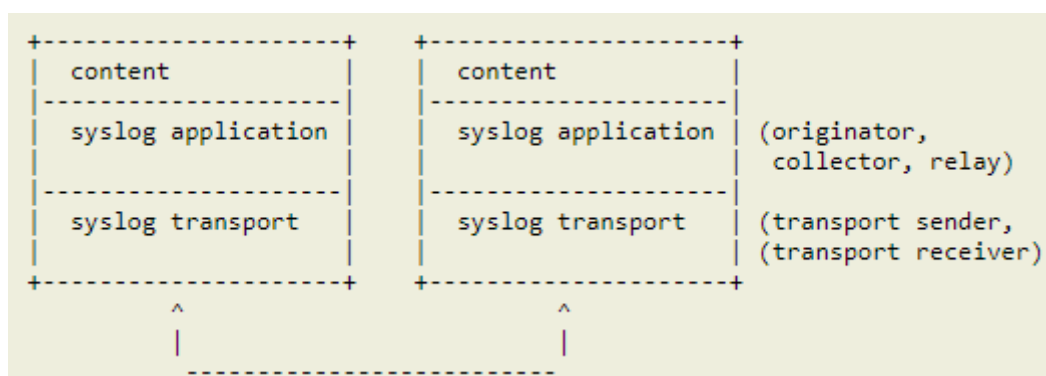 +---------------------+    +---------------------+
|  content            |    |  content            |
|---------------------|    |---------------------|
|  syslog application |    |  syslog application | (originator,
|                     |    |                     |  collector, relay)
|---------------------|    |---------------------|
|  syslog transport   |    |  syslog transport   | (transport sender,
|                     |    |                     | (transport receiver)
+---------------------+    +---------------------+
          ^                           ^
          |                           |
           --------------------------